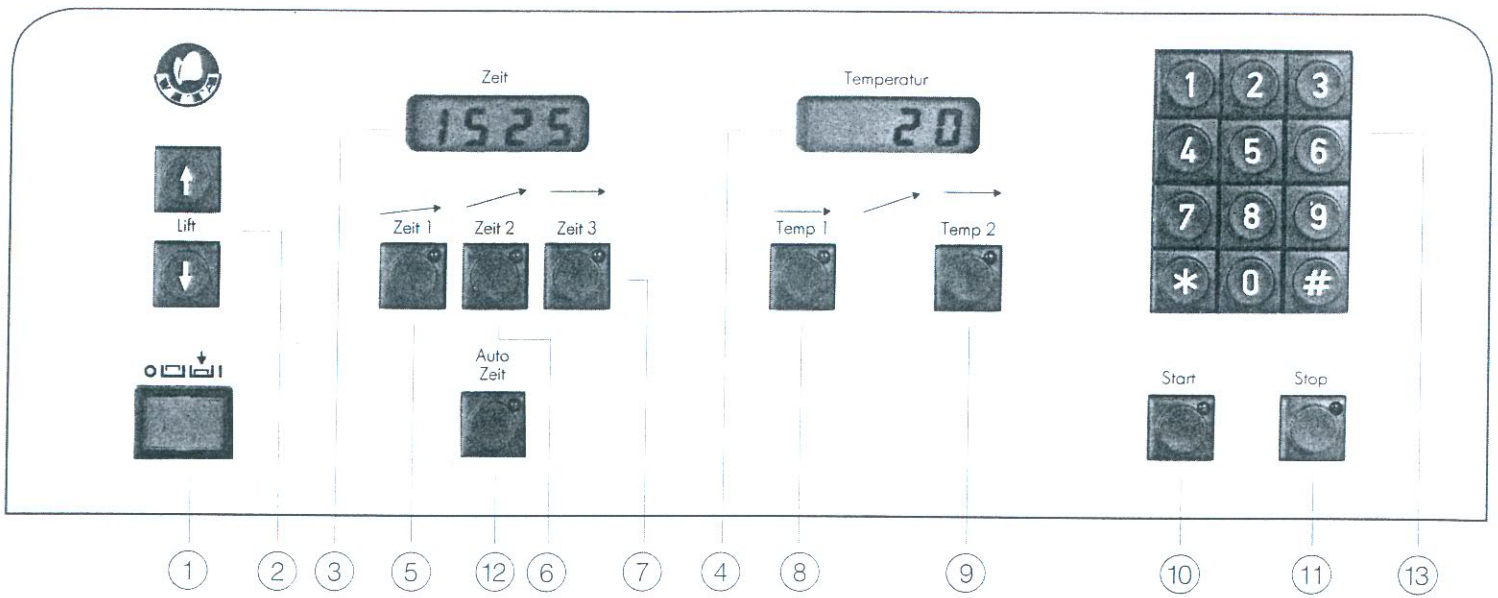 Zeit
1525
Temperatur
20
1 2 3
4 5 6
7 8 9
* 0 #
Lift
Zeit 1 Zeit 2 Zeit 3
Temp 1 Temp 2
Auto
Zeit
Start Stop
1 2 3 5 12 6 7 4 8 9 10 11 13